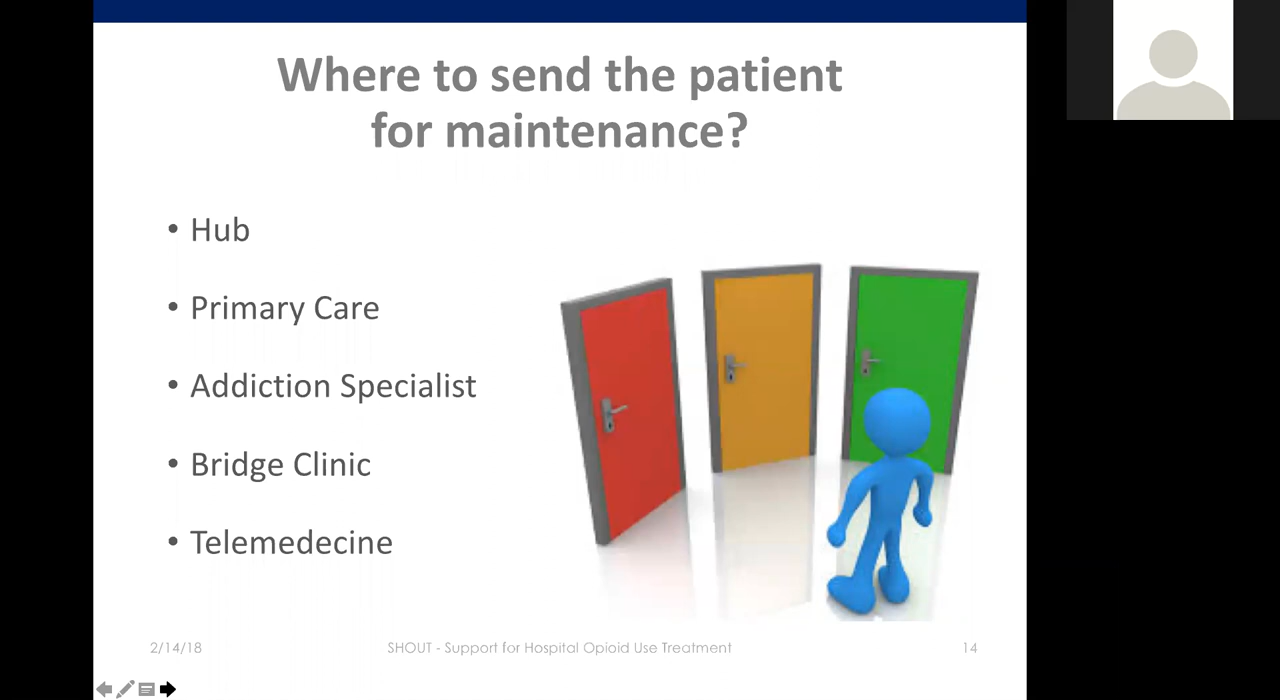 Where to send the patient
for maintenance?
• Hub
• Primary Care
• Addiction Specialist
• Bridge Clinic
• Telemedecine
2/14/18 SHOUT - Support for Hospital Opioid Use Treatment 14